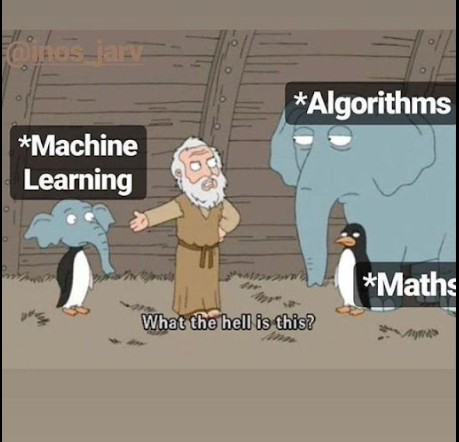 @inos_jarv
*Algorithms
*Machine
Learning
*Maths
What the hell is this?